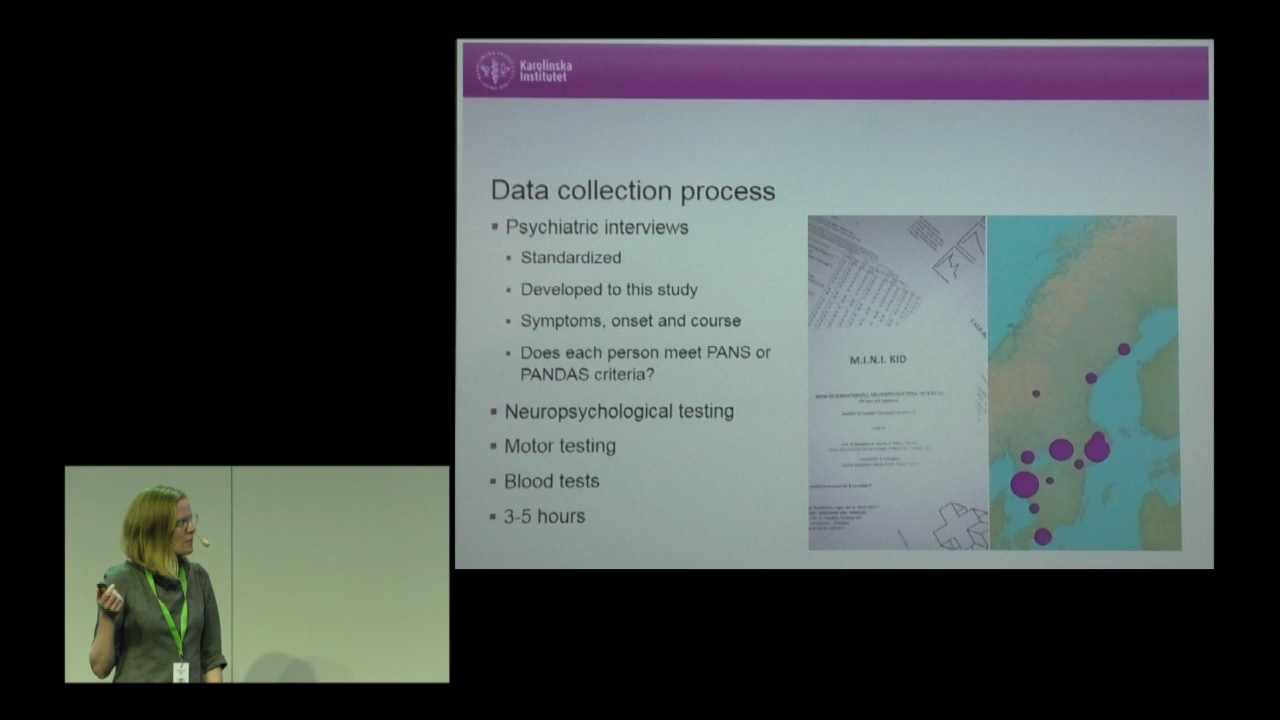 Karolinska
Institutet
Data collection process
▪ Psychiatric interviews
▪ Standardized
▪ Developed to this study
▪ Symptoms, onset and course
▪ Does each person meet PANS or
PANDAS criteria?
▪ Neuropsychological testing
▪ Motor testing
▪ Blood tests
▪ 3-5 hours
M.I.N.I. KID